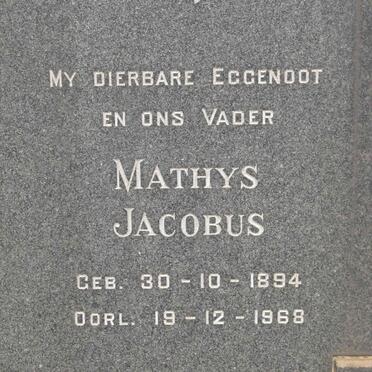 MY DIERBARE EGGENOOT
EN ONS VADER
MATHYS
JACOBUS
GEB. 30-10-1894
OORL. 19-12-1968